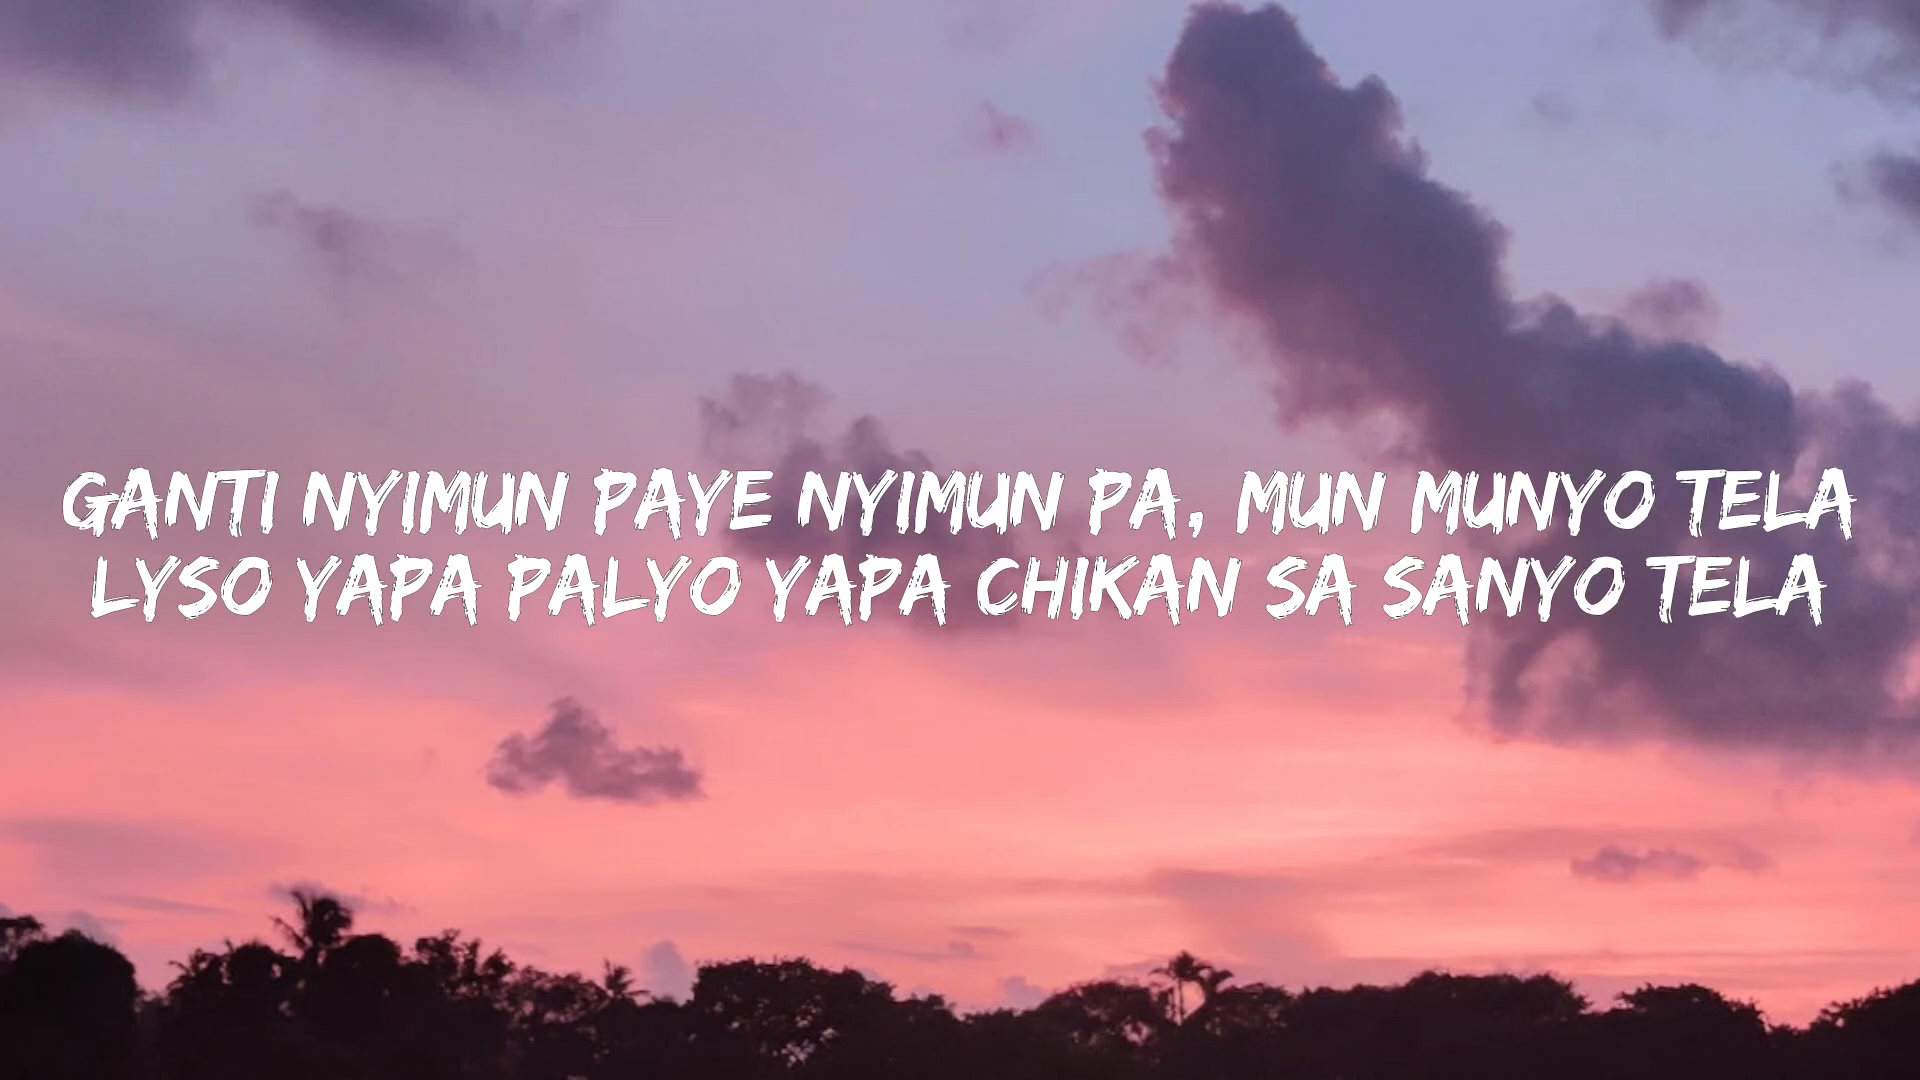 GANTI NYIMUN PAYE NYIMUN PA, MUN MUNYO TELA
LYSO YAPA PALYO YAPA CHIKAN SA SANYO TELA